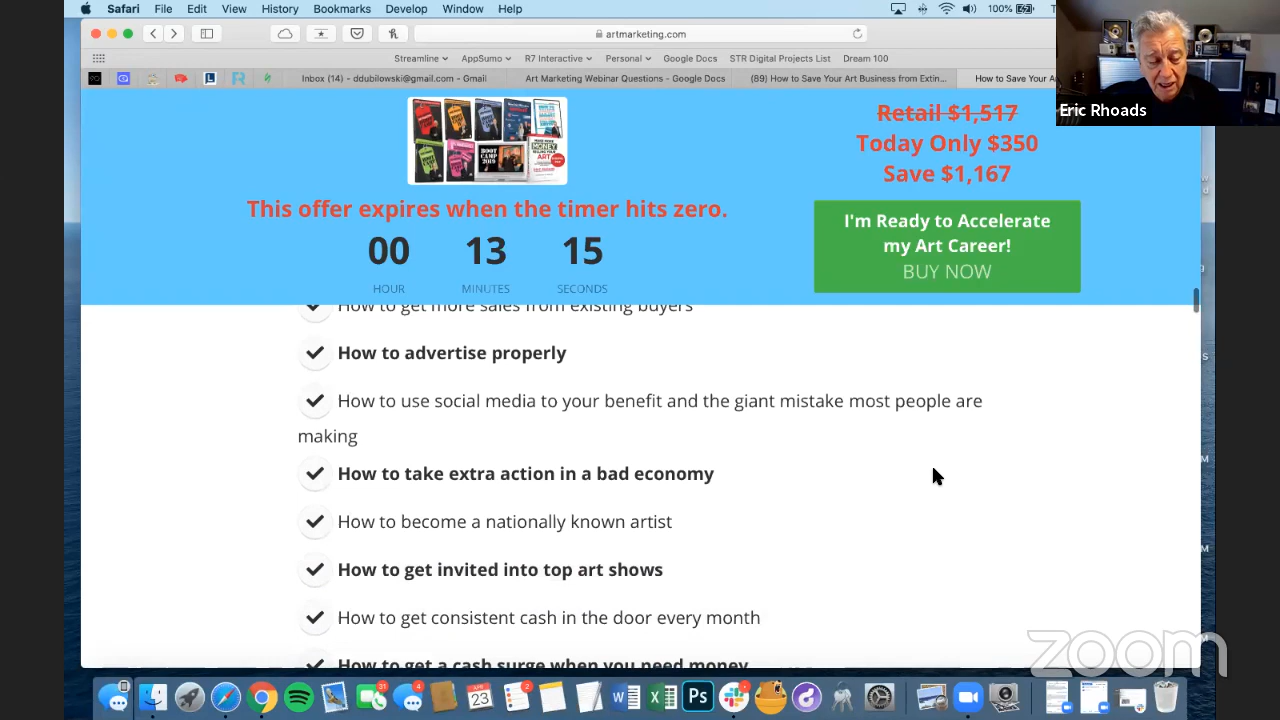 Safari File Edit View History Bookmarks Develop Window Help 100%
artmarketing.com
Streamline AppSumo R7 Interactive Personal Google Docs STR Digital Projects List Dream 100
Inbox (14) - ddubilowski@gmail.com - Gmail Art Marketing Webinar Questions - Google Docs (89) How to Save Your Art Business from Extin... How to Save Your
Eric Rhoads
Retail $1,517
Today Only $350
Save $1,167
This offer expires when the timer hits zero.
00 13 15
HOUR MINUTES SECONDS
I'm Ready to Accelerate
my Art Career!
BUY NOW
How to get more sales from existing buyers
How to advertise properly
How to use social media to your benefit and the giant mistake most people are
making
How to take extra action in a bad economy
How to become a nationally known artist
How to get invited into top art shows
How to get consistent cash in the door every month
How to get a cash surge when you need money
zoom